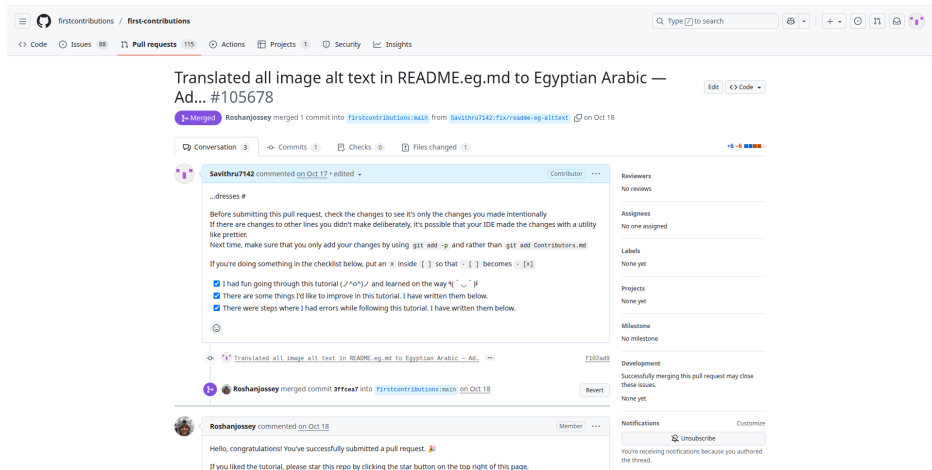 firstcontributions / first-contributions
Type / to search
Code
Issues 88
Pull requests 115
Actions
Projects 1
Security
Insights
Translated all image alt text in README.eg.md to Egyptian Arabic —
Ad... #105678
Edit
Code
Merged
Roshanjossey merged 1 commit into firstcontributions:main from Savithru7142:fix/readme-eg-alttext on Oct 18
Conversation 3
Commits 1
Checks 0
Files changed 1
+6 -6
Savithru7142 commented on Oct 17 • edited
Contributor
...dresses #
Before submitting this pull request, check the changes to see it's only the changes you made intentionally
If there are changes to other lines you didn't make deliberately, it's possible that your IDE made the changes with a utility
like prettier.
Next time, make sure that you only add your changes by using git add -p and rather than git add Contributors.md
If you're doing something in the checklist below, put an x inside [ ] so that - [ ] becomes - [x]
I had fun going through this tutorial (ノ^o^)ノ and learned on the way ٩(˘◡˘)۶
There are some things I'd like to improve in this tutorial. I have written them below.
There were steps where I had errors while following this tutorial. I have written them below.
Translated all image alt text in README.eg.md to Egyptian Arabic — Ad…
f102ad9
Roshanjossey merged commit 3ffcea7 into firstcontributions:main on Oct 18
Revert
Roshanjossey commented on Oct 18
Member
Hello, congratulations! You've successfully submitted a pull request. 🎉
If you liked the tutorial, please star this repo by clicking the star button on the top right of this page.
Reviewers
No reviews
Assignees
No one assigned
Labels
None yet
Projects
None yet
Milestone
No milestone
Development
Successfully merging this pull request may close
these issues.
None yet
Notifications
Customize
Unsubscribe
You're receiving notifications because you authored
the thread.